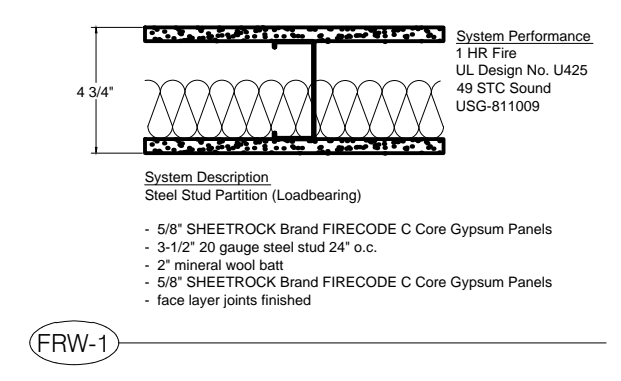 System Performance
1 HR Fire
UL Design No. U425
49 STC Sound
USG-811009
4 3/4"
System Description
Steel Stud Partition (Loadbearing)
- 5/8" SHEETROCK Brand FIRECODE C Core Gypsum Panels
- 3-1/2" 20 gauge steel stud 24" o.c.
- 2" mineral wool batt
- 5/8" SHEETROCK Brand FIRECODE C Core Gypsum Panels
- face layer joints finished
FRW-1